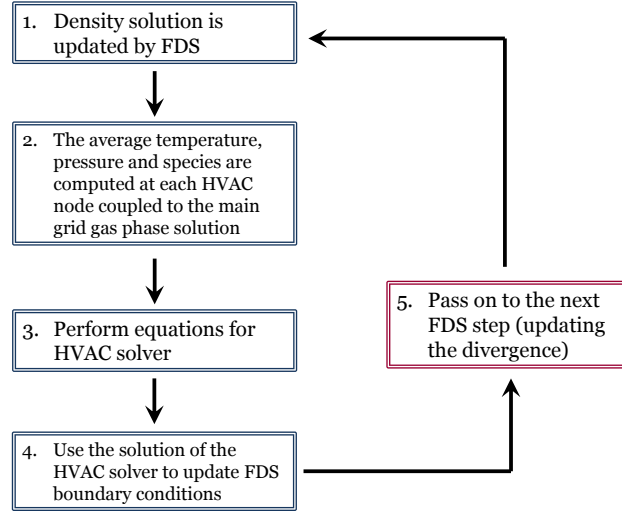 1. Density solution is
updated by FDS
2. The average temperature,
pressure and species are
computed at each HVAC
node coupled to the main
grid gas phase solution
3. Perform equations for
HVAC solver
4. Use the solution of the
HVAC solver to update FDS
boundary conditions
5. Pass on to the next
FDS step (updating
the divergence)